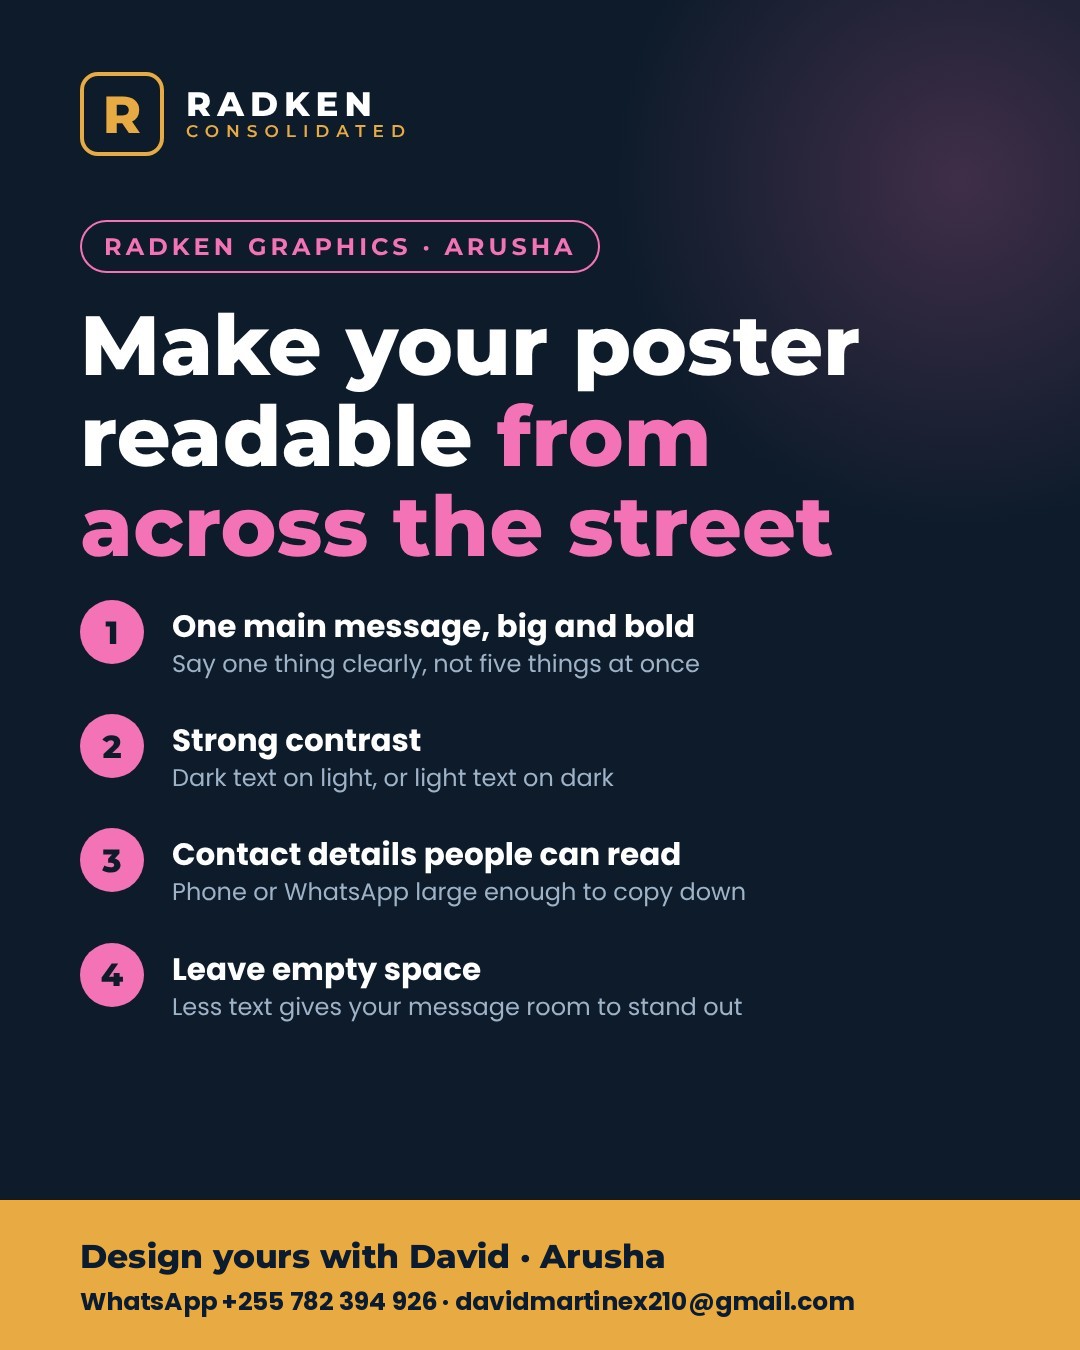 R
RADKEN
CONSOLIDATED
RADKEN GRAPHICS · ARUSHA
Make your poster
readable from
across the street
1
One main message, big and bold
Say one thing clearly, not five things at once
2
Strong contrast
Dark text on light, or light text on dark
3
Contact details people can read
Phone or WhatsApp large enough to copy down
4
Leave empty space
Less text gives your message room to stand out
Design yours with David · Arusha
WhatsApp +255 782 394 926 · davidmartinex210@gmail.com